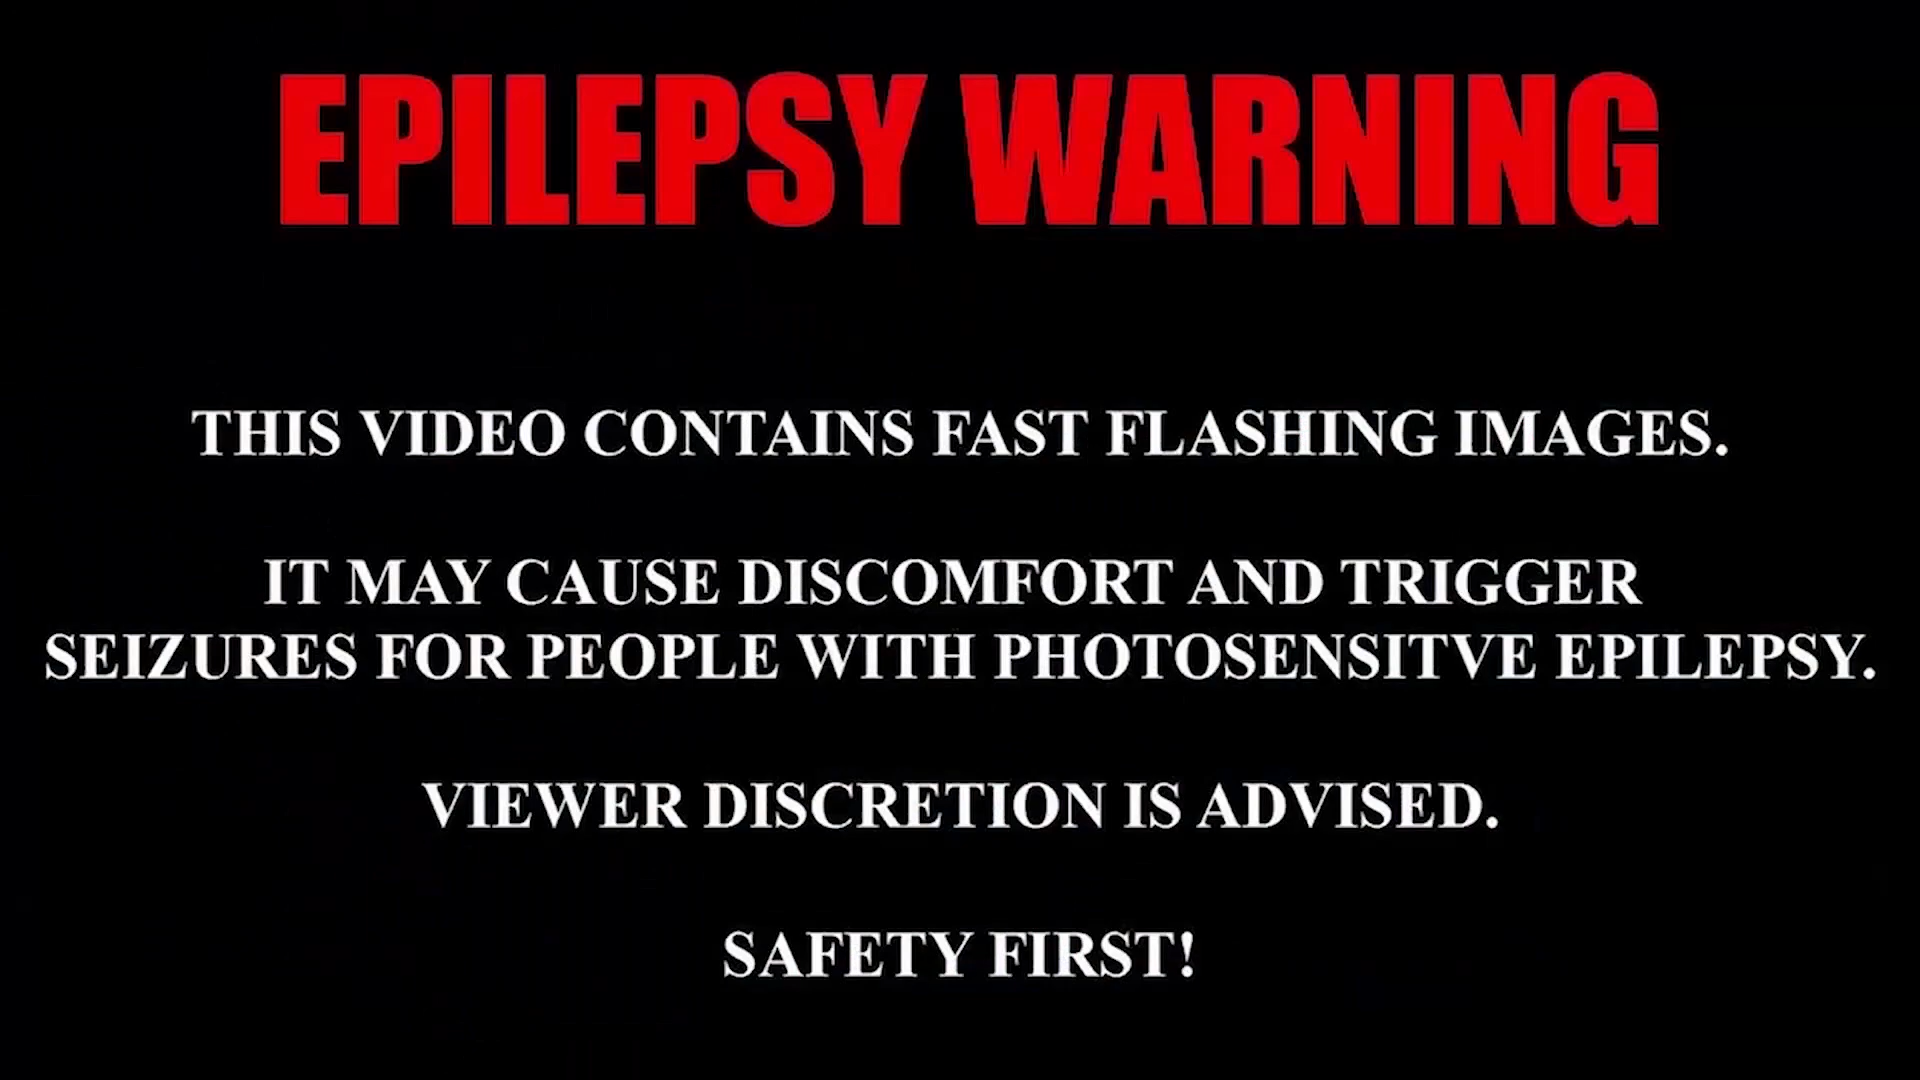 EPILEPSY WARNING
THIS VIDEO CONTAINS FAST FLASHING IMAGES.
IT MAY CAUSE DISCOMFORT AND TRIGGER
SEIZURES FOR PEOPLE WITH PHOTOSENSITVE EPILEPSY.
VIEWER DISCRETION IS ADVISED.
SAFETY FIRST!